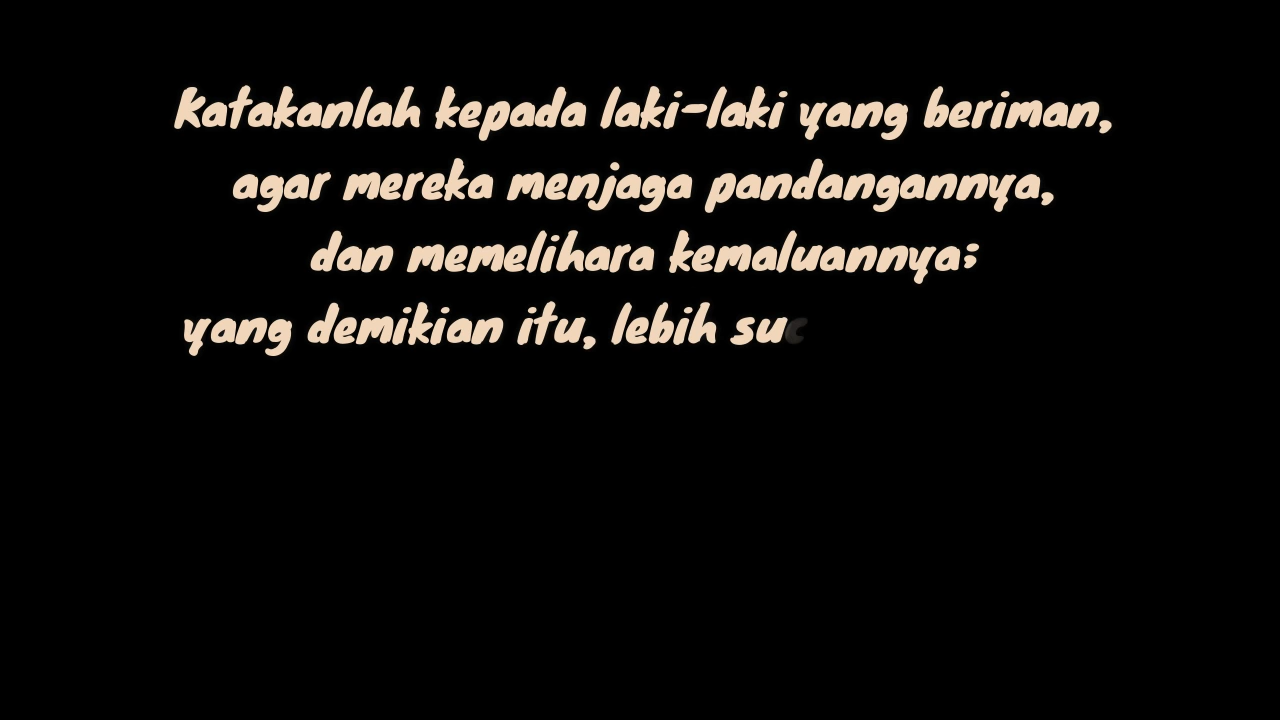 Katakanlah kepada laki-laki yang beriman,
agar mereka menjaga pandangannya,
dan memelihara kemaluannya;
yang demikian itu, lebih suc